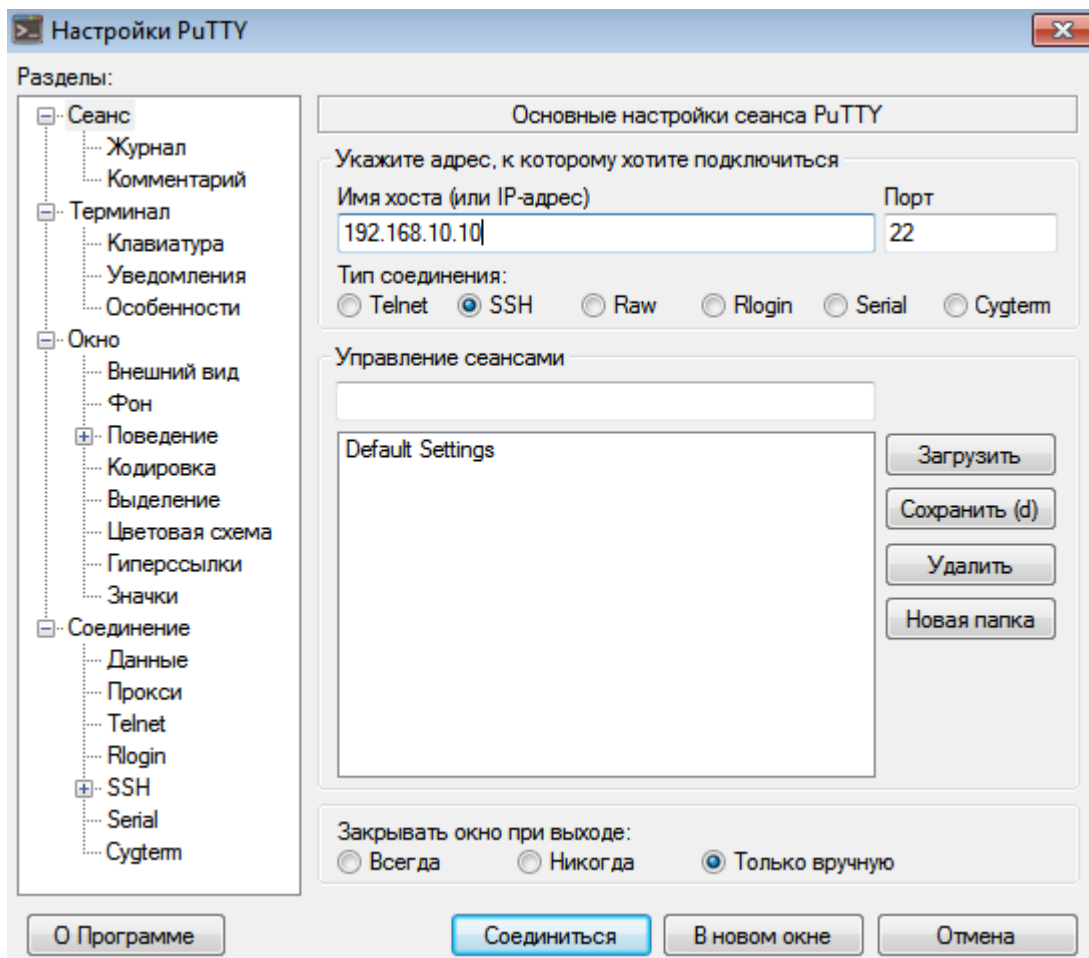 Настройки PuTTY
Разделы:
Сеанс
Журнал
Комментарий
Терминал
Клавиатура
Уведомления
Особенности
Окно
Внешний вид
Фон
Поведение
Кодировка
Выделение
Цветовая схема
Гиперссылки
Значки
Соединение
Данные
Прокси
Telnet
Rlogin
SSH
Serial
Cygterm
Основные настройки сеанса PuTTY
Укажите адрес, к которому хотите подключиться
Имя хоста (или IP-адрес) Порт
192.168.10.10 22
Тип соединения:
Telnet SSH Raw Rlogin Serial Cygterm
Управление сеансами
Default Settings
Загрузить
Сохранить (d)
Удалить
Новая папка
Закрывать окно при выходе:
Всегда Никогда Только вручную
О Программе Соединиться В новом окне Отмена